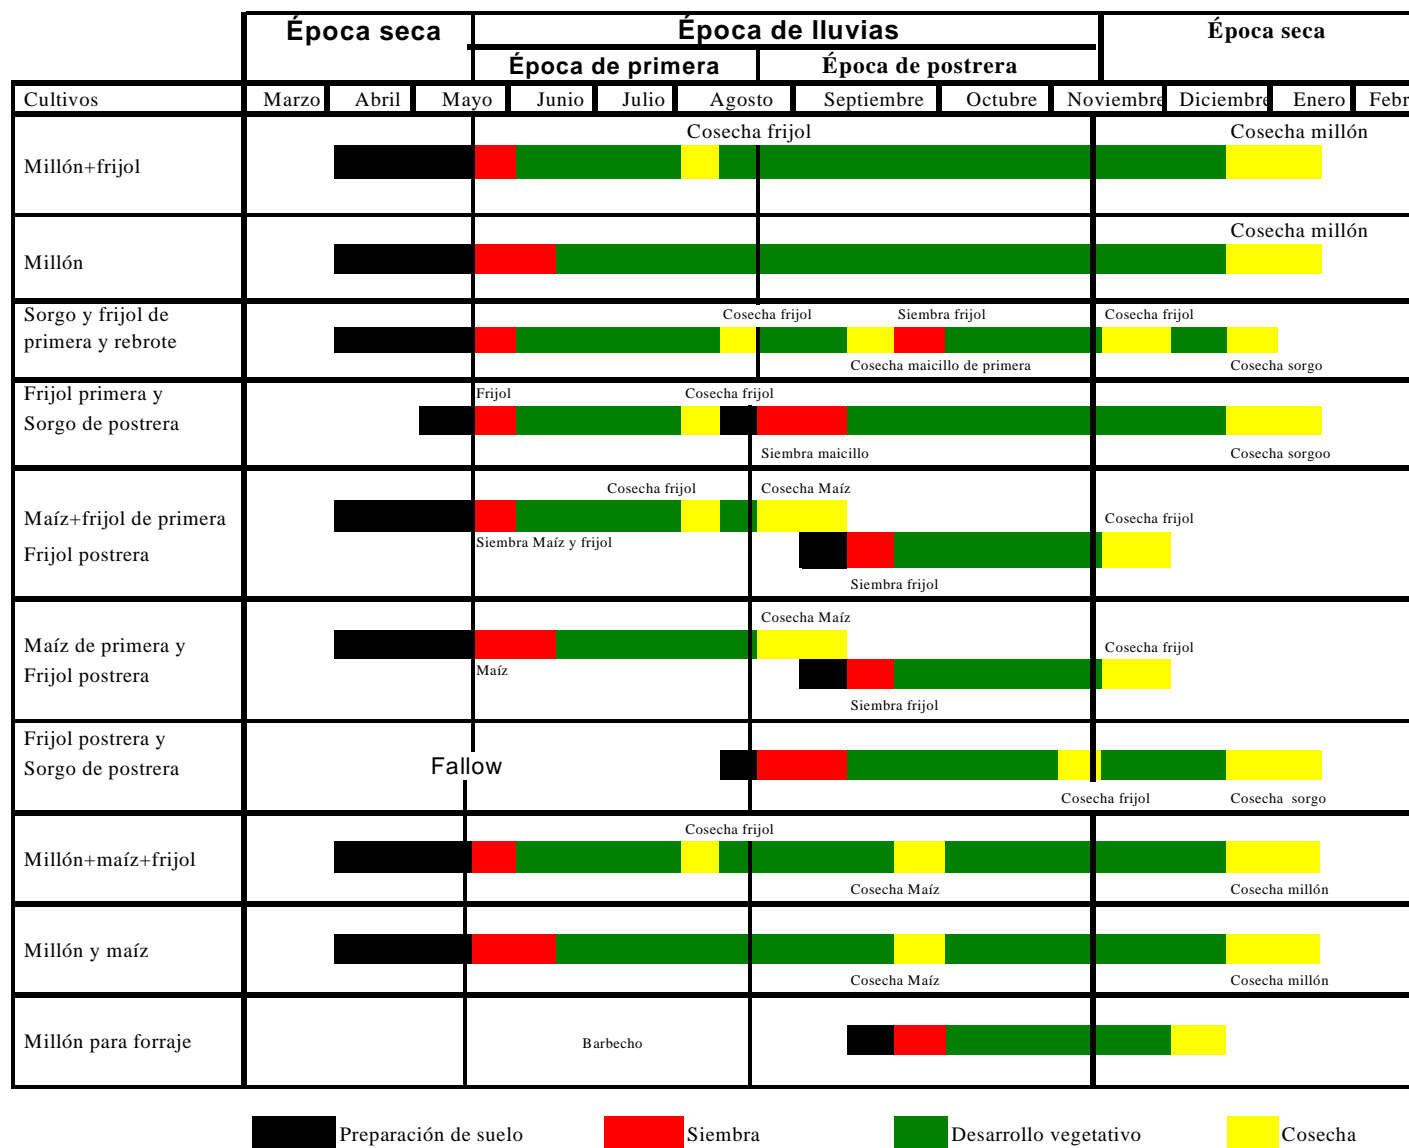 Época seca Época de lluvias Época seca
Época de primera Época de postrera
Cultivos Marzo Abril Mayo Junio Julio Agosto Septiembre Octubre Noviembre Diciembre Enero Febr
Cosecha frijol Cosecha millón
Millón+frijol
Cosecha millón
Millón
Sorgo y frijol de
primera y rebrote
Cosecha frijol Siembra frijol Cosecha frijol
Cosecha maicillo de primera Cosecha sorgo
Frijol primera y
Sorgo de postrera
Frijol Cosecha frijol
Siembra maicillo Cosecha sorgoo
Cosecha frijol Cosecha Maíz
Maíz+frijol de primera
Cosecha frijol
Siembra Maíz y frijol
Frijol postrera
Siembra frijol
Cosecha Maíz
Maíz de primera y
Cosecha frijol
Maíz
Frijol postrera
Siembra frijol
Frijol postrera y
Sorgo de postrera
Fallow
Cosecha frijol Cosecha sorgo
Cosecha frijol
Millón+maíz+frijol
Cosecha Maíz Cosecha millón
Millón y maíz
Cosecha Maíz Cosecha millón
Millón para forraje
Barbecho
Preparación de suelo Siembra Desarrollo vegetativo Cosecha